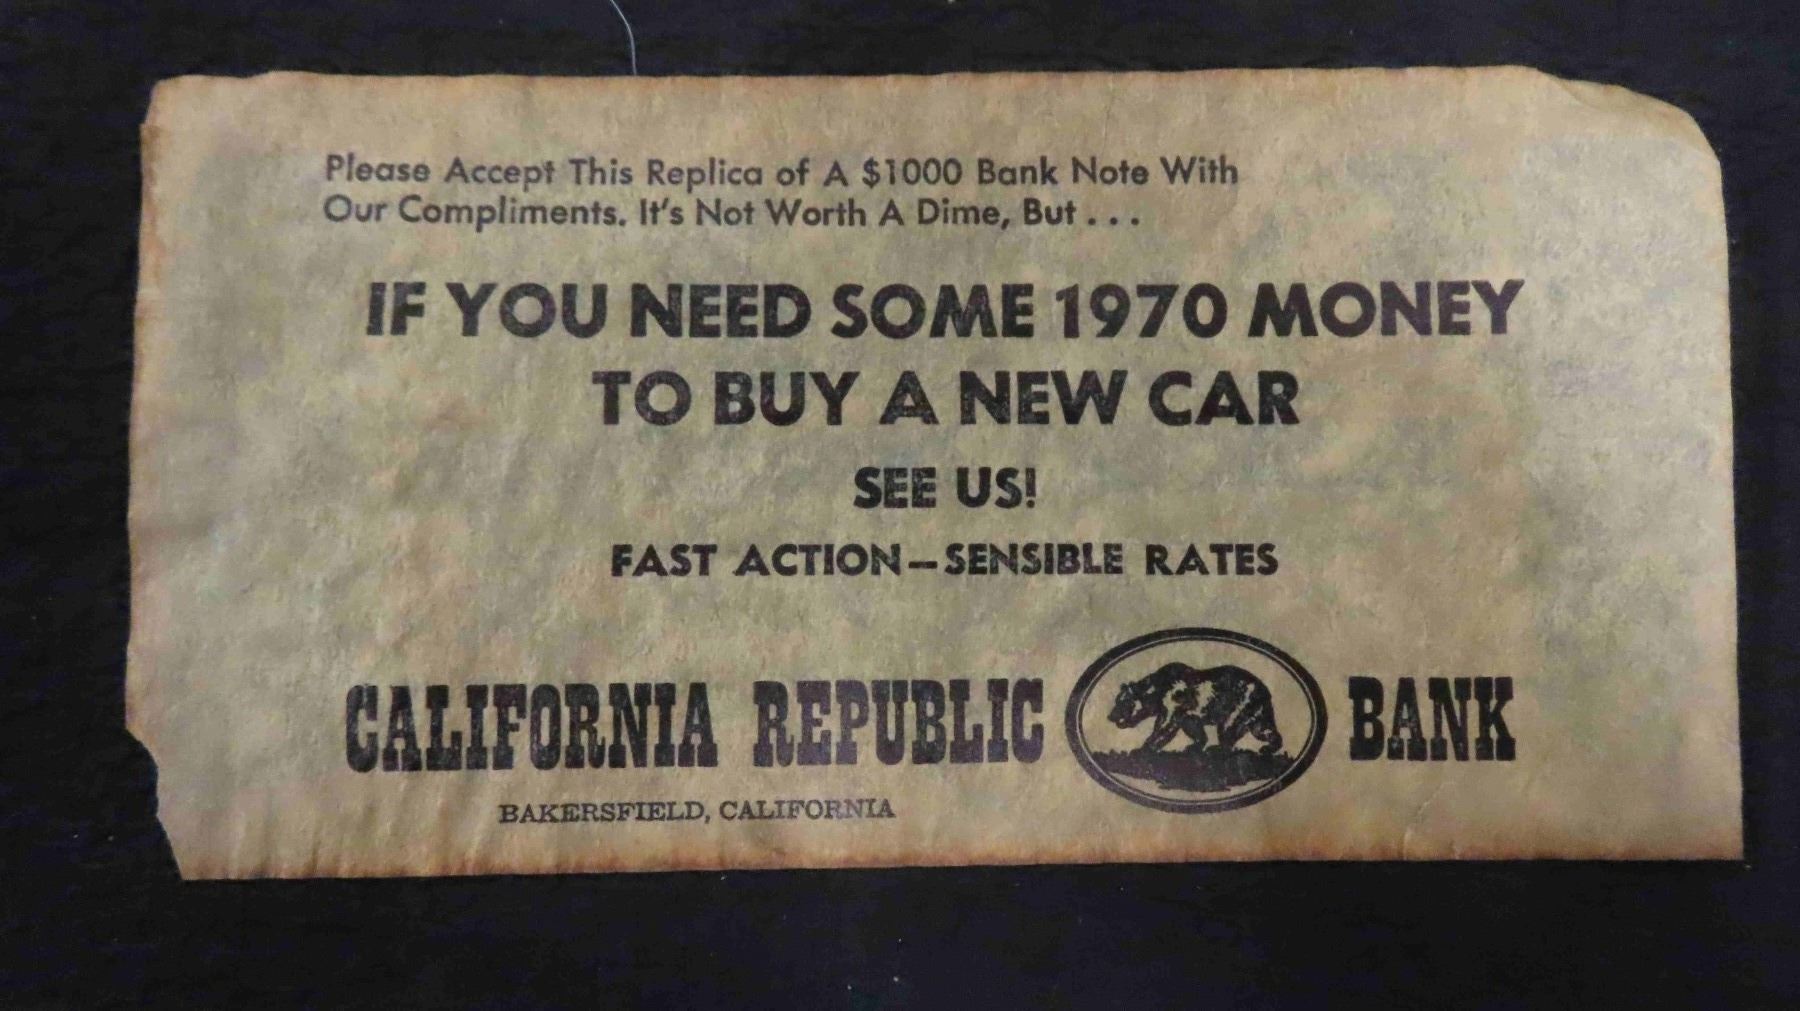 Please Accept This Replica of A $1000 Bank Note With
Our Compliments. It's Not Worth A Dime, But . . .
IF YOU NEED SOME 1970 MONEY
TO BUY A NEW CAR
SEE US!
FAST ACTION—SENSIBLE RATES
CALIFORNIA REPUBLIC BANK
BAKERSFIELD, CALIFORNIA